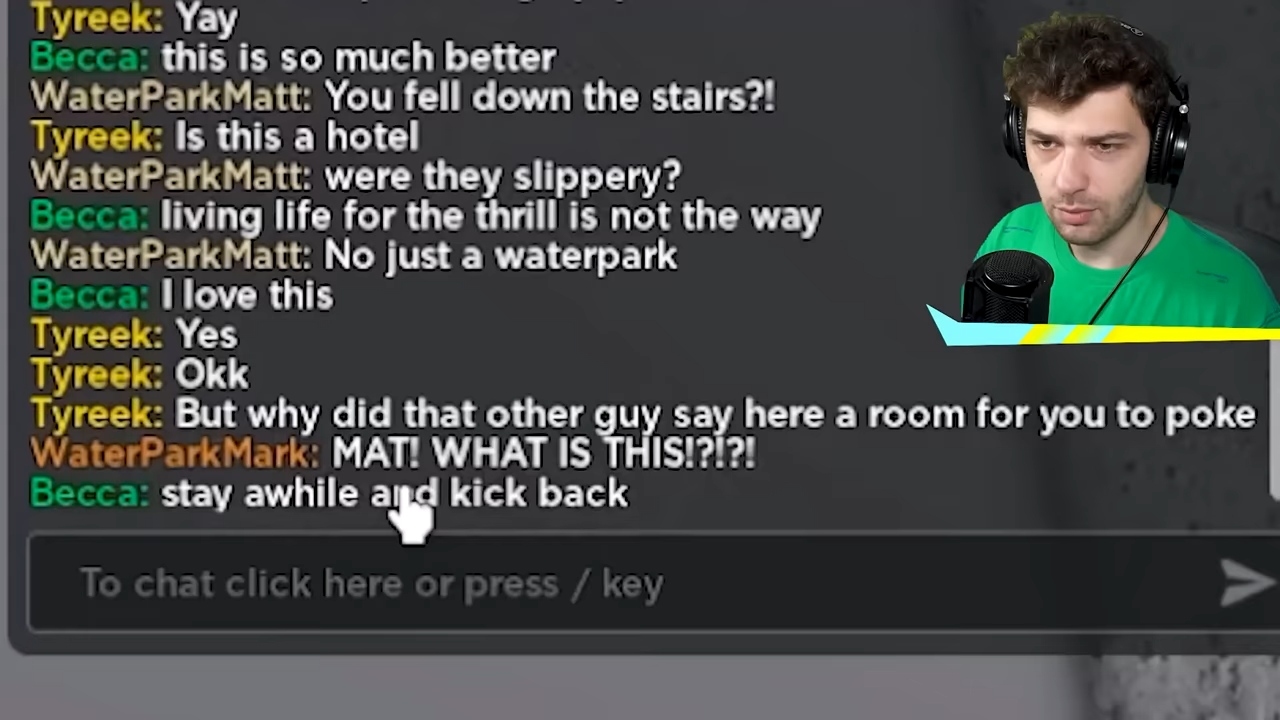 Tyreek: Yay
Becca: this is so much better
WaterParkMatt: You fell down the stairs?!
Tyreek: Is this a hotel
WaterParkMatt: were they slippery?
Becca: living life for the thrill is not the way
WaterParkMatt: No just a waterpark
Becca: I love this
Tyreek: Yes
Tyreek: Okk
Tyreek: But why did that other guy say here a room for you to poke
WaterParkMark: MAT! WHAT IS THIS!?!?!
Becca: stay awhile and kick back
To chat click here or press / key